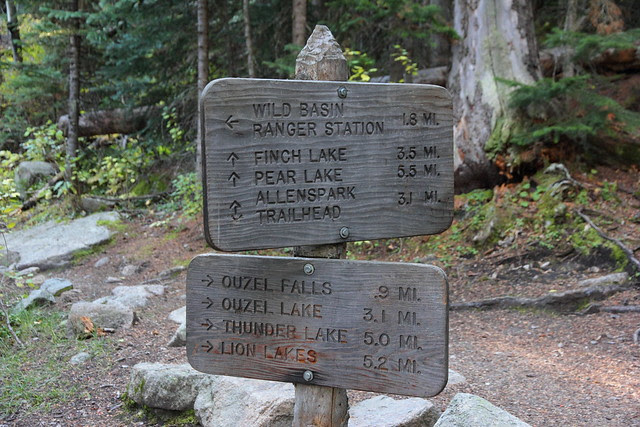 ← WILD BASIN
RANGER STATION 1.8 MI.
↑ FINCH LAKE 3.5 MI.
↑ PEAR LAKE 5.5 MI.
↑ ALLENSPARK
TRAILHEAD 3.1 MI.
→ OUZEL FALLS .9 MI.
→ OUZEL LAKE 3.1 MI.
→ THUNDER LAKE 5.0 MI.
→ LION LAKES 5.2 MI.